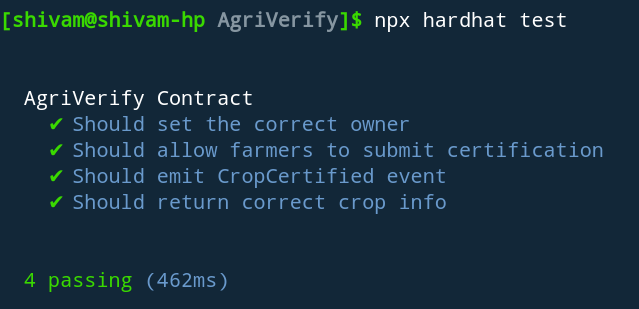 [shivam@shivam-hp AgriVerify]$ npx hardhat test
AgriVerify Contract
✔ Should set the correct owner
✔ Should allow farmers to submit certification
✔ Should emit CropCertified event
✔ Should return correct crop info
4 passing (462ms)